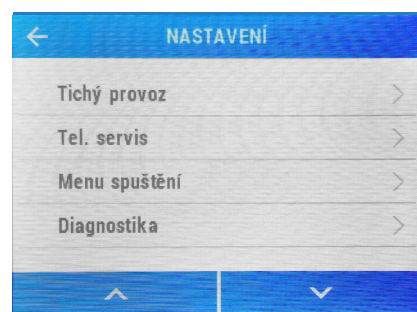 NASTAVENÍ
Tichý provoz
Tel. servis
Menu spuštění
Diagnostika